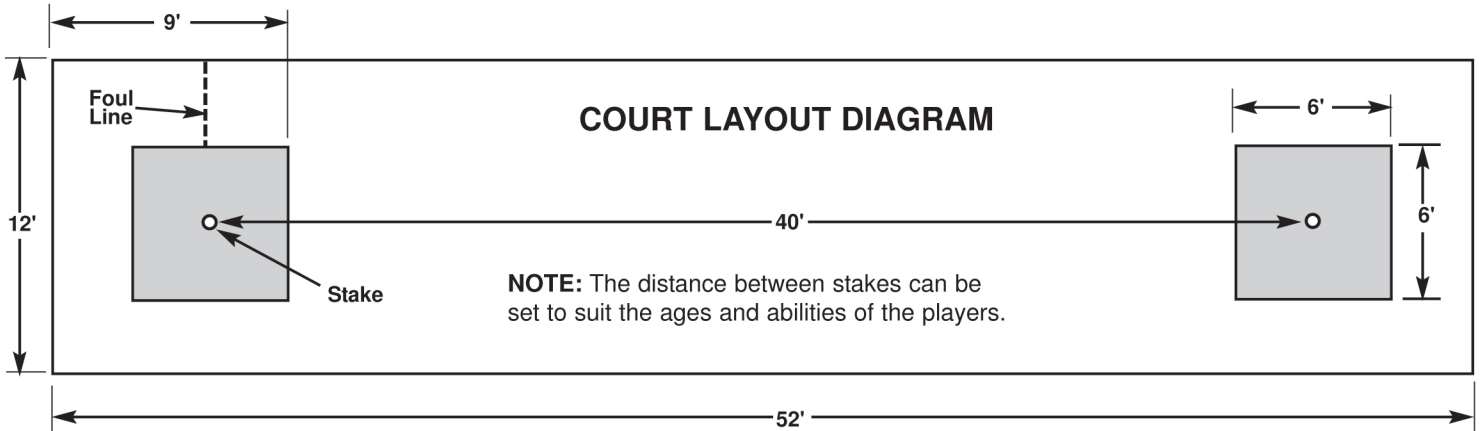 9'
Foul
Line
COURT LAYOUT DIAGRAM
6'
12'
40'
6'
Stake
NOTE: The distance between stakes can be
set to suit the ages and abilities of the players.
52'